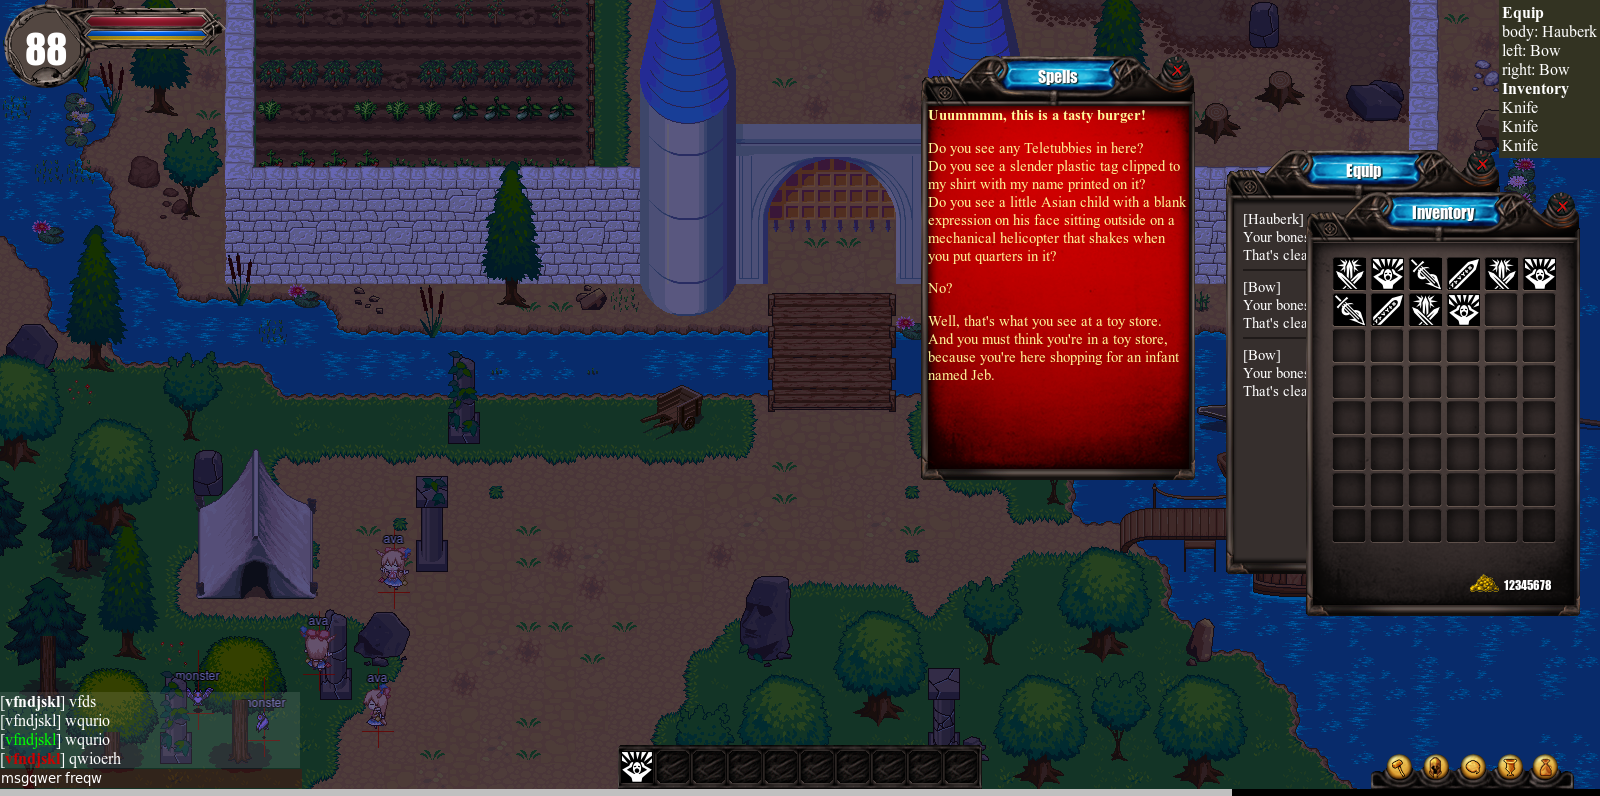 88
Equip
body: Hauberk
left: Bow
right: Bow
Inventory
Knife
Knife
Knife
Spells
Uuummmm, this is a tasty burger!
Do you see any Teletubbies in here?
Do you see a slender plastic tag clipped to
my shirt with my name printed on it?
Do you see a little Asian child with a blank
expression on his face sitting outside on a
mechanical helicopter that shakes when
you put quarters in it?
No?
Well, that's what you see at a toy store.
And you must think you're in a toy store,
because you're here shopping for an infant
named Jeb.
Equip
[Hauberk]
Your bones
That's clea
[Bow]
Your bones
That's clea
[Bow]
Your bones
That's clea
Inventory
12345678
ava
ava
ava
monster
monster
[vfndjskl] vfds
[vfndjskl] wqurio
[vfndjskl] wqurio
[vfndjskl] qwioerh
msgqwer freqw